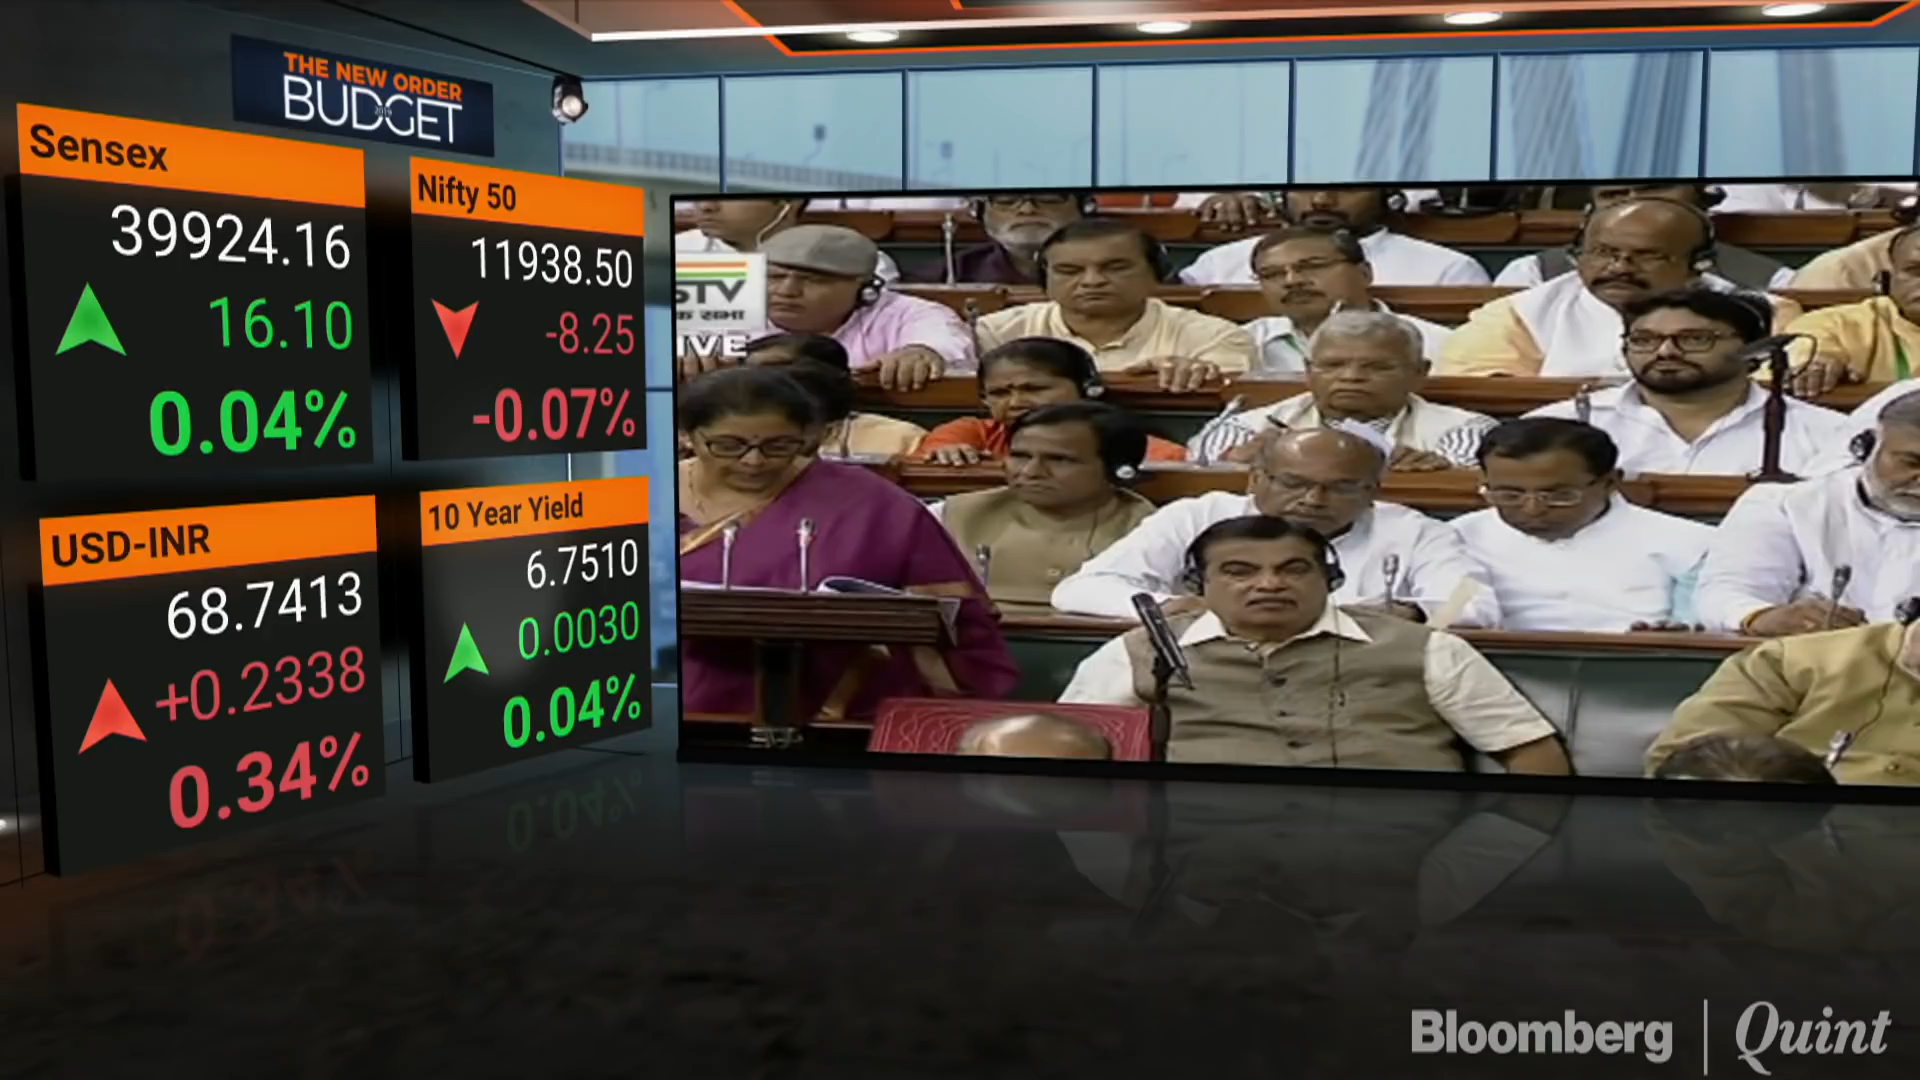 THE NEW ORDER
BUDGET
2019
Sensex
39924.16
16.10
0.04%
Nifty 50
11938.50
-8.25
-0.07%
USD-INR
68.7413
+0.2338
0.34%
10 Year Yield
6.7510
0.0030
0.04%
STV
क सभा
IVE
Bloomberg | Quint